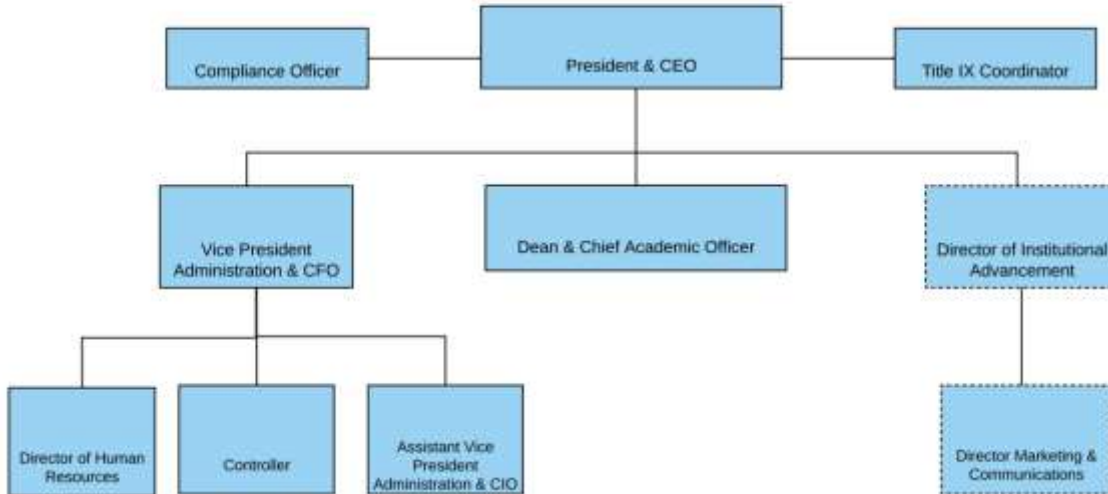 Compliance Officer
President & CEO
Title IX Coordinator
Vice President
Administration & CFO
Dean & Chief Academic Officer
Director of Institutional
Advancement
Director of Human
Resources
Controller
Assistant Vice
President
Administration & CIO
Director Marketing &
Communications